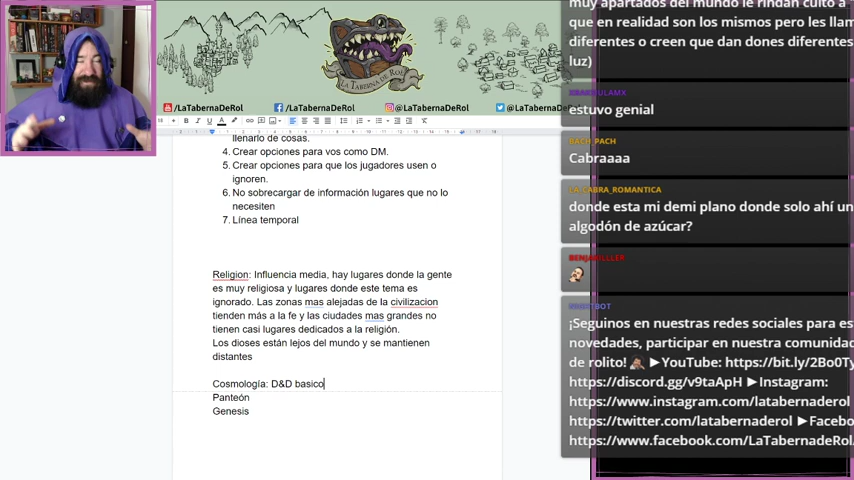 LA TABERNA DE ROL
/LaTabernaDeRol
/LaTabernaDeRol
@LaTabernaDeRol
@LaTabernaDeRol
llenarlo de cosas.
4. Crear opciones para vos como DM.
5. Crear opciones para que los jugadores usen o
ignoren.
6. No sobrecargar de información lugares que no lo
necesiten
7. Línea temporal
Religion: Influencia media, hay lugares donde la gente
es muy religiosa y lugares donde este tema es
ignorado. Las zonas mas alejadas de la civilizacion
tienden más a la fe y las ciudades mas grandes no
tienen casi lugares dedicados a la religión.
Los dioses están lejos del mundo y se mantienen
distantes
Cosmología: D&D basico
Panteón
Genesis
muy apartados del mundo le rindan culto a
que en realidad son los mismos pero les llam
diferentes o creen que dan dones diferentes
luz)
estuvo genial
BACH_PACH
Cabraaaa
LA_CABRA_ROMANTICA
donde esta mi demi plano donde solo ahí un
algodón de azúcar?
NIGHTBOT
¡Seguinos en nuestras redes sociales para es
novedades, participar en nuestra comunidad
de rolito! ►YouTube: https://bit.ly/2Bo0Ty
https://discord.gg/v9taApH ►Instagram:
https://www.instagram.com/latabernaderol
https://twitter.com/latabernaderol ►Facebo
https://www.facebook.com/LaTabernadeRol